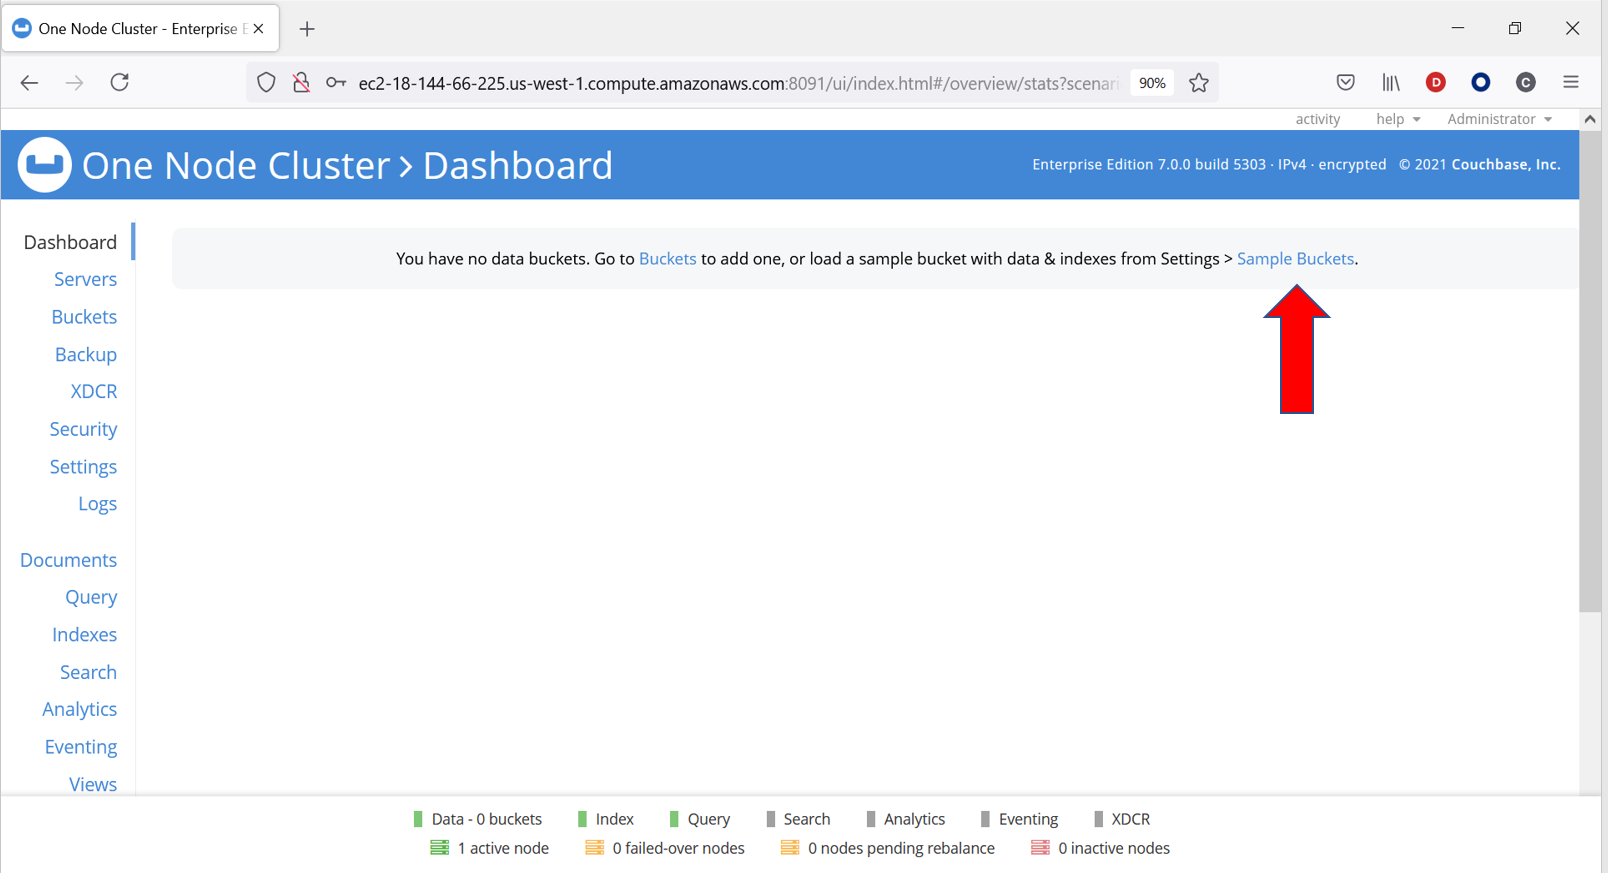 One Node Cluster - Enterprise E
ec2-18-144-66-225.us-west-1.compute.amazonaws.com:8091/ui/index.html#/overview/stats?scenari
90%
D
C
activity
help
Administrator
One Node Cluster > Dashboard
Enterprise Edition 7.0.0 build 5303 · IPv4 · encrypted © 2021 Couchbase, Inc.
Dashboard
Servers
Buckets
Backup
XDCR
Security
Settings
Logs
Documents
Query
Indexes
Search
Analytics
Eventing
Views
You have no data buckets. Go to Buckets to add one, or load a sample bucket with data & indexes from Settings > Sample Buckets.
Data - 0 buckets
Index
Query
Search
Analytics
Eventing
XDCR
1 active node
0 failed-over nodes
0 nodes pending rebalance
0 inactive nodes